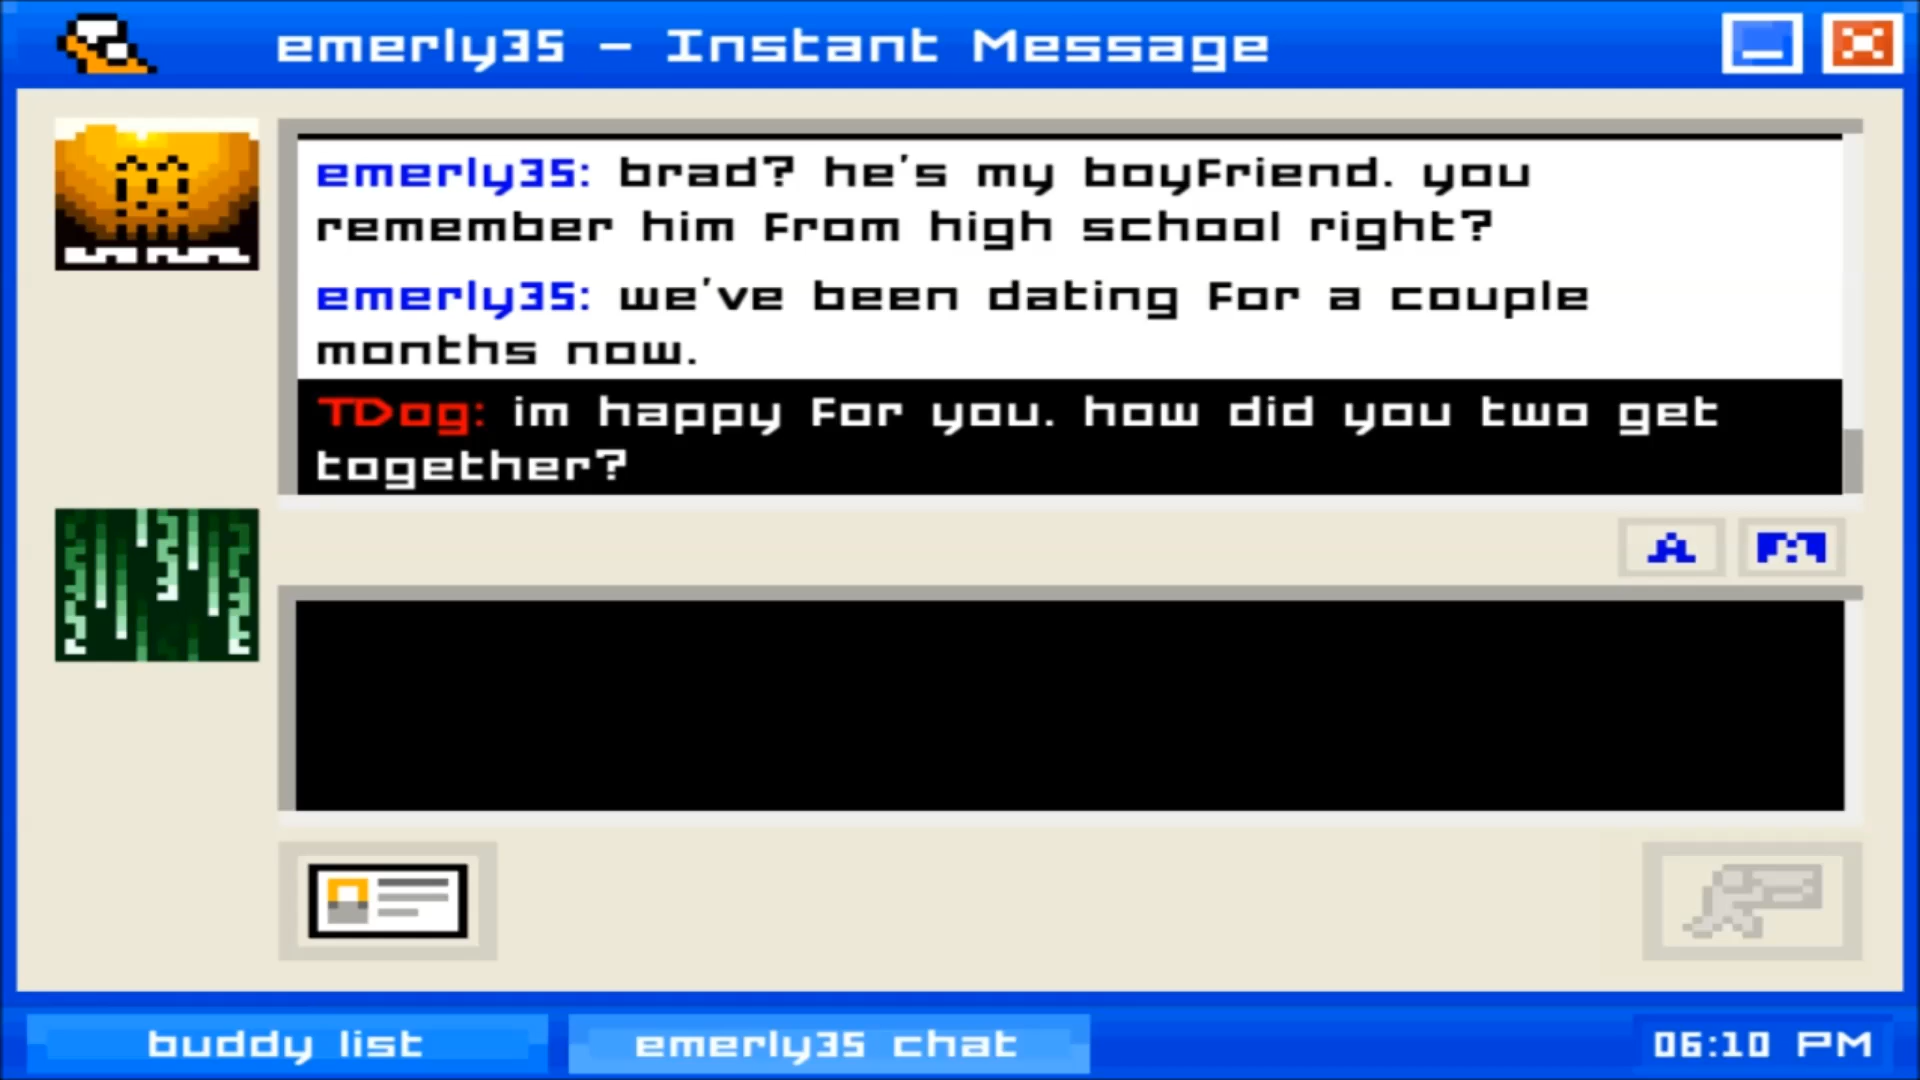 emerly35 - Instant Message
emerly35: brad? he's my boyfriend. you
remember him from high school right?
emerly35: we've been dating for a couple
months now.
TDog: im happy for you. how did you two get
together?
A
buddy list
emerly35 chat
06:10 PM